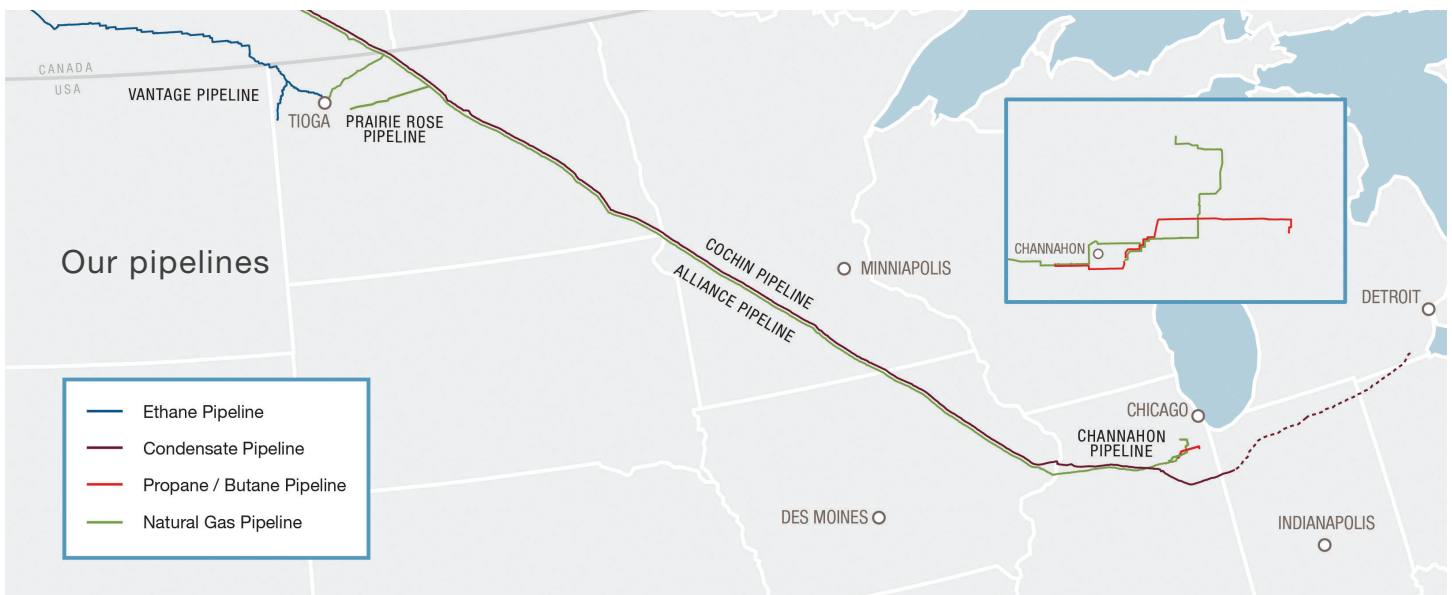 CANADA
USA
VANTAGE PIPELINE
TIOGA
PRAIRIE ROSE
PIPELINE
Our pipelines
COCHIN PIPELINE
ALLIANCE PIPELINE
MINNIAPOLIS
CHANNAHON
DETROIT
Ethane Pipeline
Condensate Pipeline
Propane / Butane Pipeline
Natural Gas Pipeline
CHICAGO
CHANNAHON
PIPELINE
DES MOINES
INDIANAPOLIS